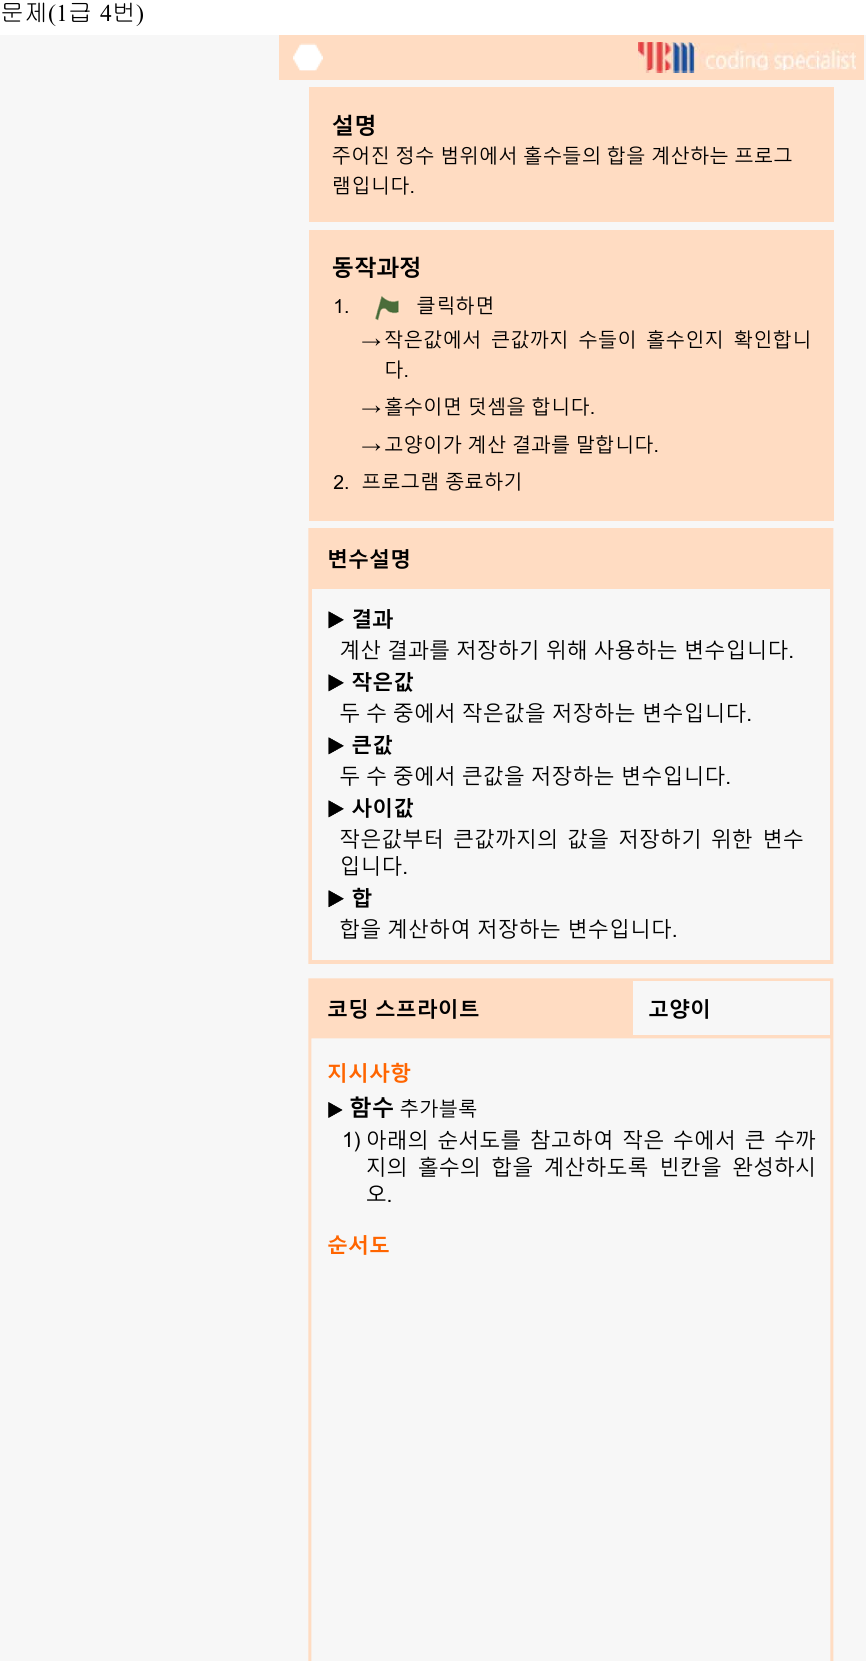 문제(1급 4번)
YBM coding specialist
설명
주어진 정수 범위에서 홀수들의 합을 계산하는 프로그
램입니다.
동작과정
1. 클릭하면
→작은값에서 큰값까지 수들이 홀수인지 확인합니
다.
→홀수이면 덧셈을 합니다.
→고양이가 계산 결과를 말합니다.
2. 프로그램 종료하기
변수설명
▶ 결과
계산 결과를 저장하기 위해 사용하는 변수입니다.
▶ 작은값
두 수 중에서 작은값을 저장하는 변수입니다.
▶ 큰값
두 수 중에서 큰값을 저장하는 변수입니다.
▶ 사이값
작은값부터 큰값까지의 값을 저장하기 위한 변수
입니다.
▶ 합
합을 계산하여 저장하는 변수입니다.
코딩 스프라이트 고양이
지시사항
▶ 함수 추가블록
1) 아래의 순서도를 참고하여 작은 수에서 큰 수까
지의 홀수의 합을 계산하도록 빈칸을 완성하시
오.
순서도